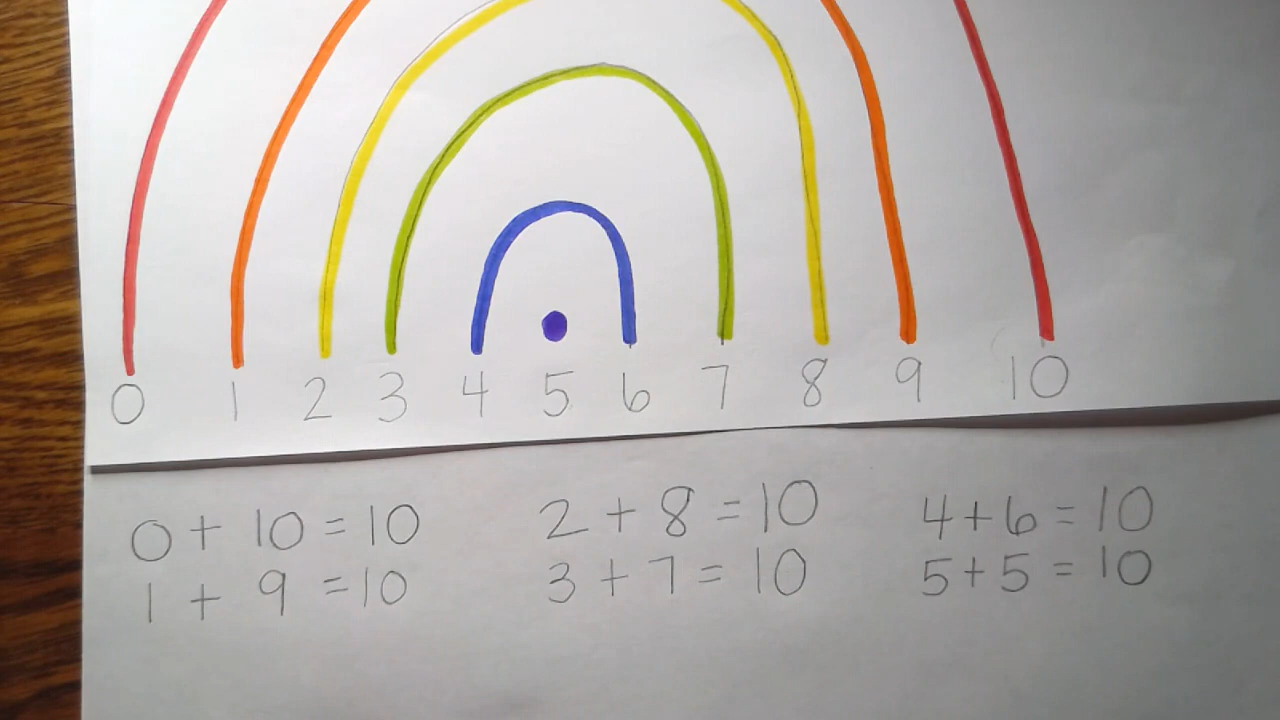 0 1 2 3 4 5 6 7 8 9 10
0 + 10 = 10 2 + 8 = 10 4 + 6 = 10
1 + 9 = 10 3 + 7 = 10 5 + 5 = 10